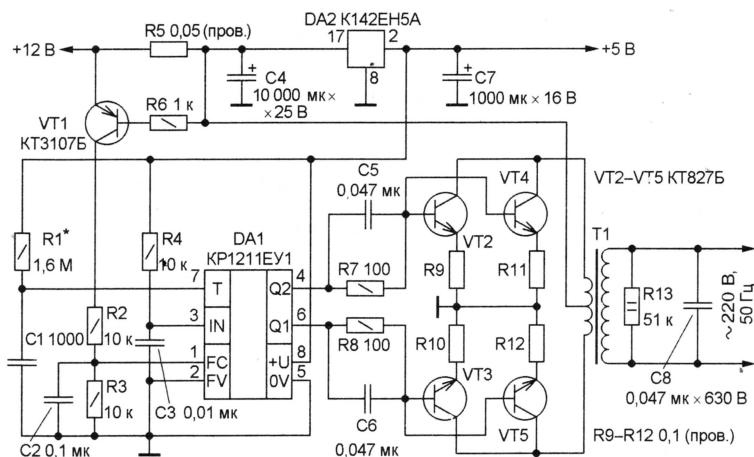 DA2 К142ЕН5А
R5 0,05 (пров.)
+12 В
17
2
8
+5 В
C4
10 000 мк ×
× 25 В
C7
1000 мк × 16 В
R6 1 к
VT1
КТ3107Б
C5
0,047 мк
VT4
VT2–VT5 КТ827Б
VT2
T1
R1*
1,6 М
R4
10 к
DA1
КР1211ЕУ1
7
T
Q2
4
3
IN
Q1
6
1
FC
+U
8
2
FV
0V
5
R7 100
R8 100
R9
R11
R10
R12
R13
51 к
~220 В,
50 Гц
R2
10 к
C1 1000
R3
10 к
C3 0,01 мк
C2 0,1 мк
VT3
VT5
C6
0,047 мк
C8
0,047 мк × 630 В
R9–R12 0,1 (пров.)